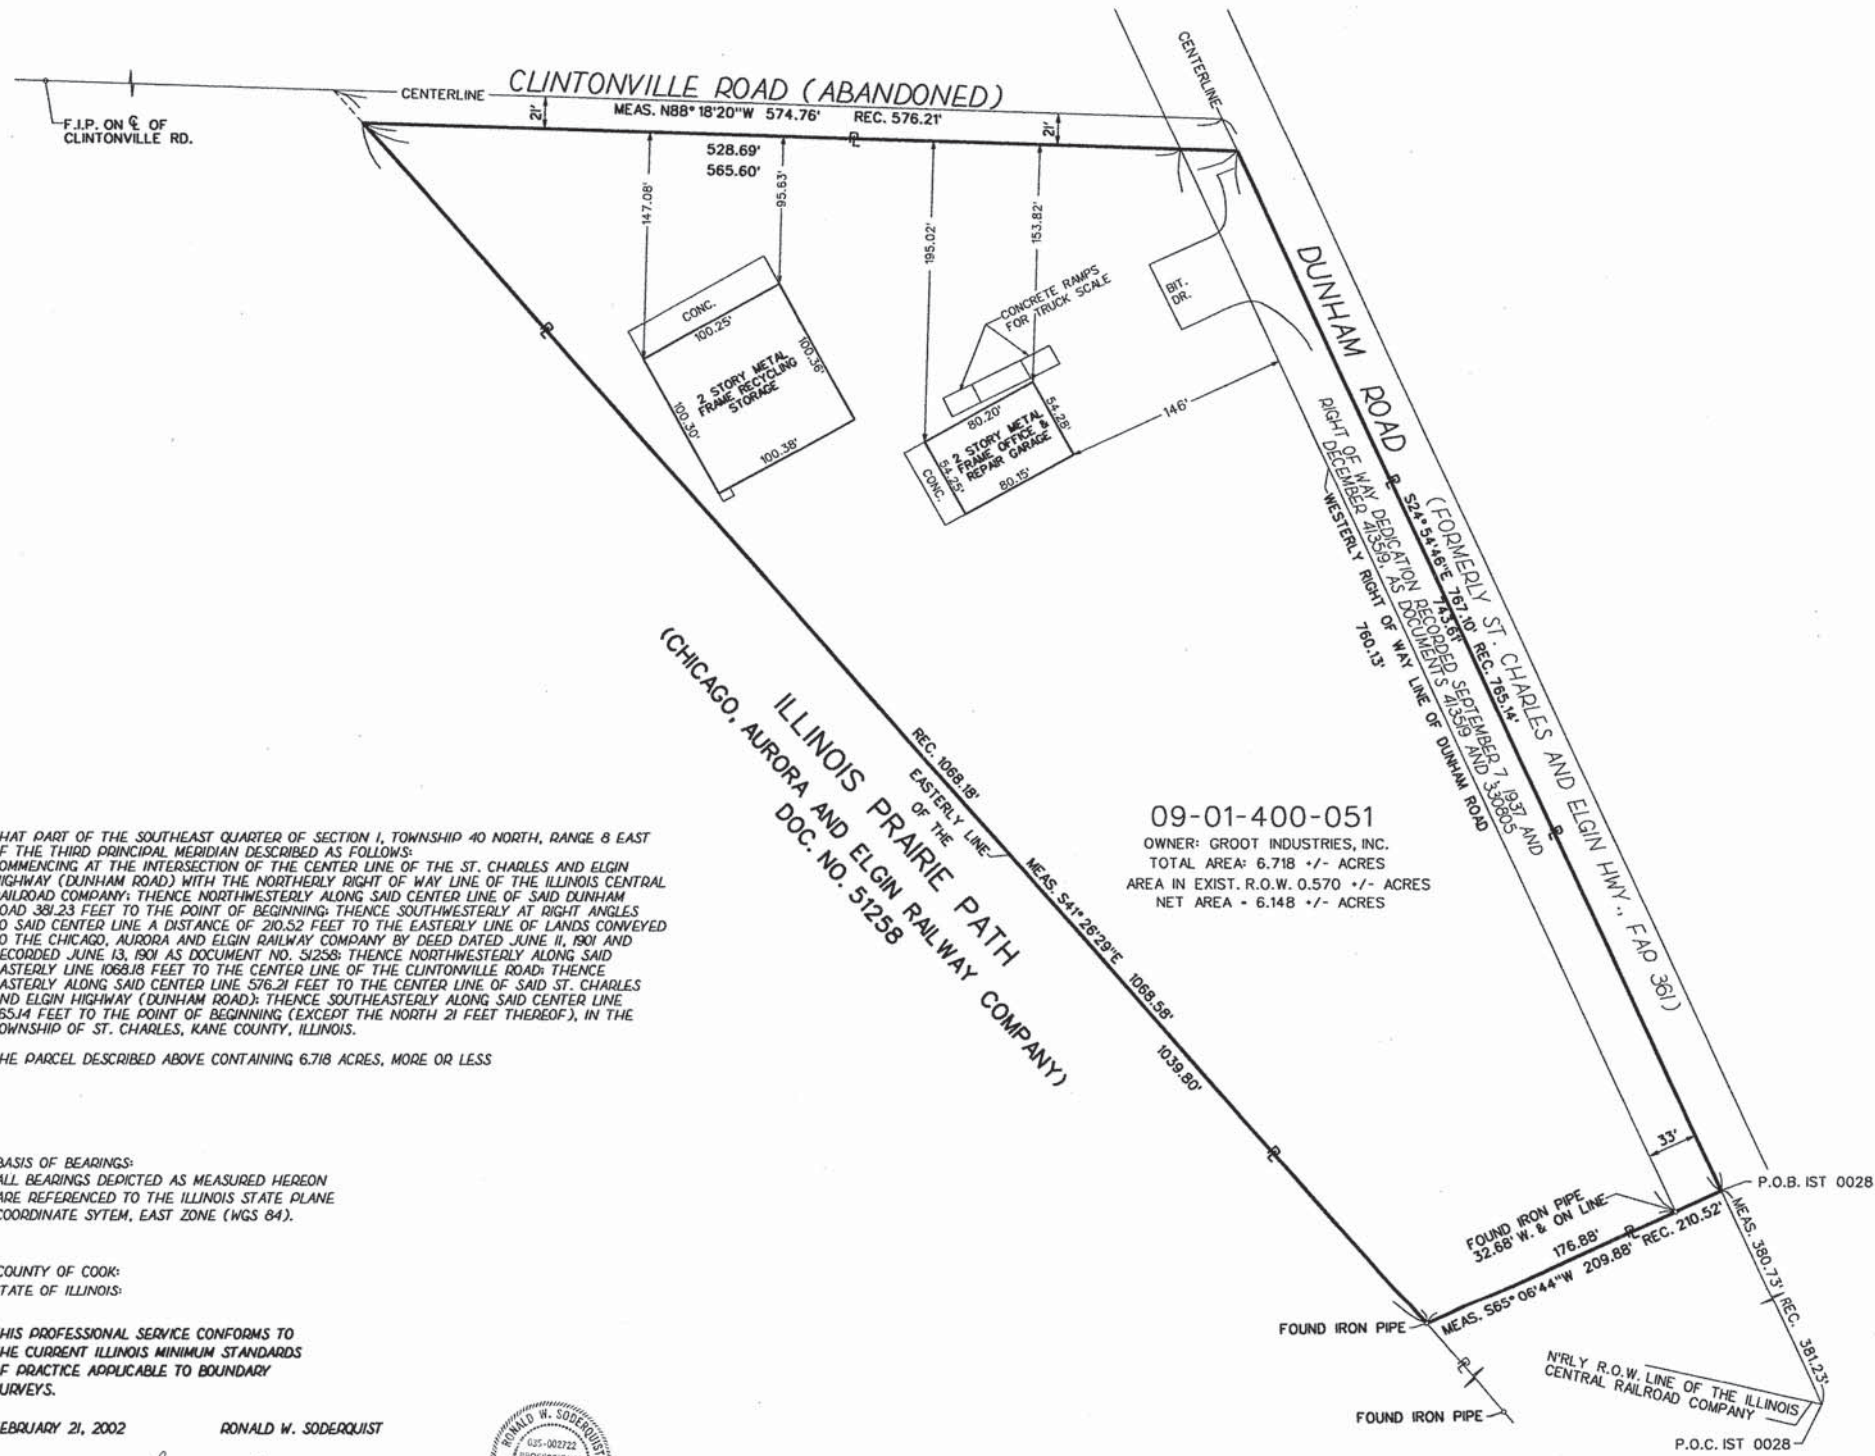 CLINTONVILLE ROAD (ABANDONED)
CENTERLINE
MEAS. N88° 18'20"W 574.76' REC. 576.21'
21'
21'
F.I.P. ON ℄ OF
CLINTONVILLE RD.
528.69'
565.60'
147.08'
95.63'
195.02'
153.82'
CENTERLINE
CONC.
100.25'
100.36'
100.30'
100.38'
2 STORY METAL
FRAME RECYCLING
STORAGE
CONCRETE RAMPS
FOR TRUCK SCALE
BIT.
DR.
80.20'
54.28'
54.25'
80.15'
2 STORY METAL
FRAME OFFICE &
REPAIR GARAGE
CONC.
146'
DUNHAM ROAD
(FORMERLY ST. CHARLES AND ELGIN HWY., FAP 361)
S24° 54'46"E 767.10' REC. 765.14'
743.61'
RIGHT OF WAY DEDICATION RECORDED SEPTEMBER 7, 1937 AND
DECEMBER 413519, AS DOCUMENTS 413519 AND 330805
WESTERLY RIGHT OF WAY LINE OF DUNHAM ROAD
760.13'
ILLINOIS PRAIRIE PATH
(CHICAGO, AURORA AND ELGIN RAILWAY COMPANY)
DOC. NO. 51258
REC. 1068.18'
EASTERLY LINE
OF THE
MEAS. S41° 26'29"E 1068.58'
1039.80'
09-01-400-051
OWNER: GROOT INDUSTRIES, INC.
TOTAL AREA: 6.718 +/- ACRES
AREA IN EXIST. R.O.W. 0.570 +/- ACRES
NET AREA = 6.148 +/- ACRES
HAT PART OF THE SOUTHEAST QUARTER OF SECTION 1, TOWNSHIP 40 NORTH, RANGE 8 EAST
F THE THIRD PRINCIPAL MERIDIAN DESCRIBED AS FOLLOWS:
OMMENCING AT THE INTERSECTION OF THE CENTER LINE OF THE ST. CHARLES AND ELGIN
IGHWAY (DUNHAM ROAD) WITH THE NORTHERLY RIGHT OF WAY LINE OF THE ILLINOIS CENTRAL
AILROAD COMPANY; THENCE NORTHWESTERLY ALONG SAID CENTER LINE OF SAID DUNHAM
OAD 381.23 FEET TO THE POINT OF BEGINNING; THENCE SOUTHWESTERLY AT RIGHT ANGLES
O SAID CENTER LINE A DISTANCE OF 210.52 FEET TO THE EASTERLY LINE OF LANDS CONVEYED
O THE CHICAGO, AURORA AND ELGIN RAILWAY COMPANY BY DEED DATED JUNE 11, 1901 AND
ECORDED JUNE 13, 1901 AS DOCUMENT NO. 51258; THENCE NORTHWESTERLY ALONG SAID
ASTERLY LINE 1068.18 FEET TO THE CENTER LINE OF THE CLINTONVILLE ROAD; THENCE
ASTERLY ALONG SAID CENTER LINE 576.21 FEET TO THE CENTER LINE OF SAID ST. CHARLES
ND ELGIN HIGHWAY (DUNHAM ROAD); THENCE SOUTHEASTERLY ALONG SAID CENTER LINE
65.14 FEET TO THE POINT OF BEGINNING (EXCEPT THE NORTH 21 FEET THEREOF), IN THE
OWNSHIP OF ST. CHARLES, KANE COUNTY, ILLINOIS.
HE PARCEL DESCRIBED ABOVE CONTAINING 6.718 ACRES, MORE OR LESS
BASIS OF BEARINGS:
ALL BEARINGS DEPICTED AS MEASURED HEREON
ARE REFERENCED TO THE ILLINOIS STATE PLANE
COORDINATE SYTEM, EAST ZONE (WGS 84).
COUNTY OF COOK:
TATE OF ILLINOIS:
HIS PROFESSIONAL SERVICE CONFORMS TO
HE CURRENT ILLINOIS MINIMUM STANDARDS
F PRACTICE APPLICABLE TO BOUNDARY
URVEYS.
EBRUARY 21, 2002 RONALD W. SODERQUIST
RONALD W. SODERQUIST
035-002722
33'
P.O.B. IST 0028
FOUND IRON PIPE
32.68' W. & ON LINE
176.88'
MEAS. S65° 06'44"W 209.88' REC. 210.52'
MEAS. 380.73' REC. 381.23'
FOUND IRON PIPE
FOUND IRON PIPE
N'RLY R.O.W. LINE OF THE ILLINOIS
CENTRAL RAILROAD COMPANY
P.O.C. IST 0028